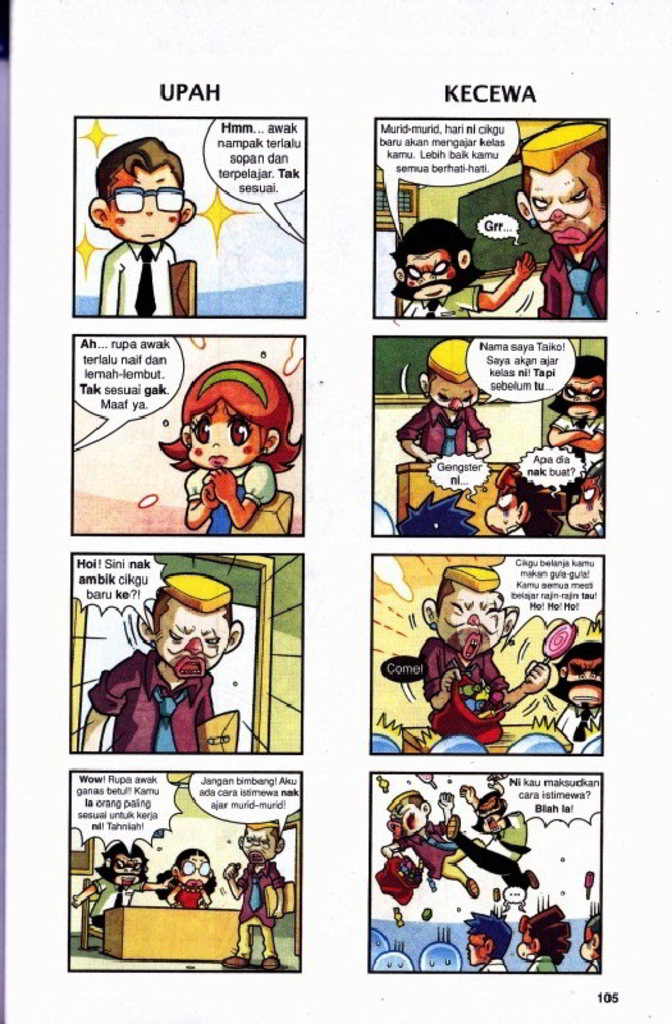 UPAH
Hmm... awak
nampak terlalu
sopan dan
terpelajar. Tak
sesuai.
Ah... rupa awak
terlalu naif dan
lemah-lembut.
Tak sesuai gak.
Maaf ya.
Hoi! Sini nak
ambik cikgu
baru ke?!
Wow! Rupa awak
ganas betul!! Kamu
la orang paling
sesuai untuk kerja
ni! Tahniah!
Jangan bimbang! Aku
ada cara istimewa nak
ajar murid-murid!
KECEWA
Murid-murid, hari ni cikgu
baru akan mengajar kelas
kamu. Lebih baik kamu
semua berhati-hati.
Grr...
Nama saya Taiko!
Saya akan ajar
kelas ni! Tapi
sebelum tu...
Gengster
ni...
Apa dia
nak buat?
Cikgu belanja kamu
makan gula-gula!
Kamu semua mesti
belajar rajin-rajin tau!
Ho! Ho! Ho!
Comel
Ni kau maksudkan
cara istimewa?
Blah la!
105